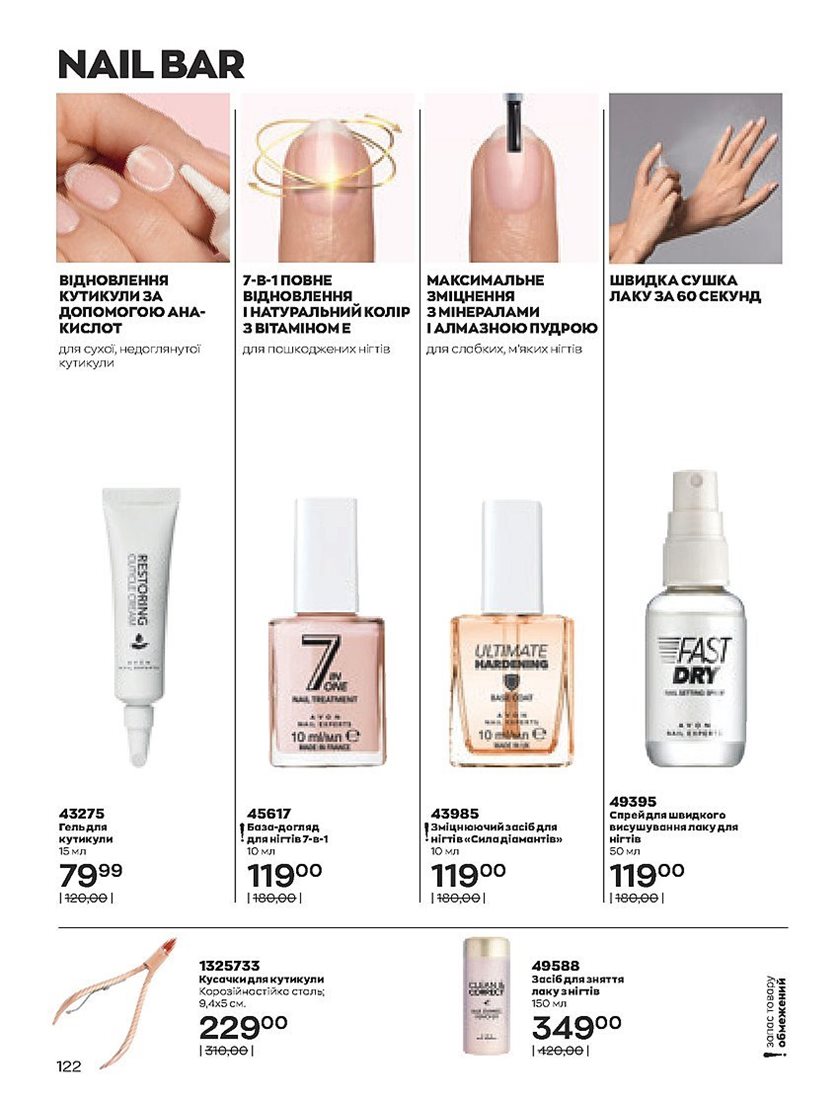 NAIL BAR
ВІДНОВЛЕННЯ
КУТИКУЛИ ЗА
ДОПОМОГОЮ АНА-
КИСЛОТ
для сухої, недоглянутої
кутикули
7-В-1 ПОВНЕ
ВІДНОВЛЕННЯ
І НАТУРАЛЬНИЙ КОЛІР
З ВІТАМІНОМ Е
для пошкоджених нігтів
МАКСИМАЛЬНЕ
ЗМІЦНЕННЯ
З МІНЕРАЛАМИ
І АЛМАЗНОЮ ПУДРОЮ
для слабких, м'яких нігтів
ШВИДКА СУШКА
ЛАКУ ЗА 60 СЕКУНД
RESTORING
CUTICLE CREAM
AVON
7
IN
ONE
NAIL TREATMENT
AVON
NAIL EXPERTS
10 ml/мл
MADE IN FRANCE
ULTIMATE
HARDENING
BASE COAT
AVON
NAIL EXPERTS
10 ml/мл
MADE IN UK
FAST
DRY
NAIL SETTING SPRAY
AVON
NAIL EXPERTS
43275
Гель для
кутикули
15 мл
79 99
|120,00|
45617
! База-догляд
для нігтів 7-в-1
10 мл
119 00
|180,00|
43985
! Зміцнюючий засіб для
нігтів «Сила діамантів»
10 мл
119 00
|180,00|
49395
Спрей для швидкого
висушування лаку для
нігтів
50 мл
119 00
|180,00|
1325733
Кусачки для кутикули
Корозійностійка сталь;
9,4х5 см.
229 00
|310,00|
CLEAN &
CORRECT
49588
Засіб для зняття
лаку з нігтів
150 мл
349 00
|420,00|
! запас товару
обмежений
122